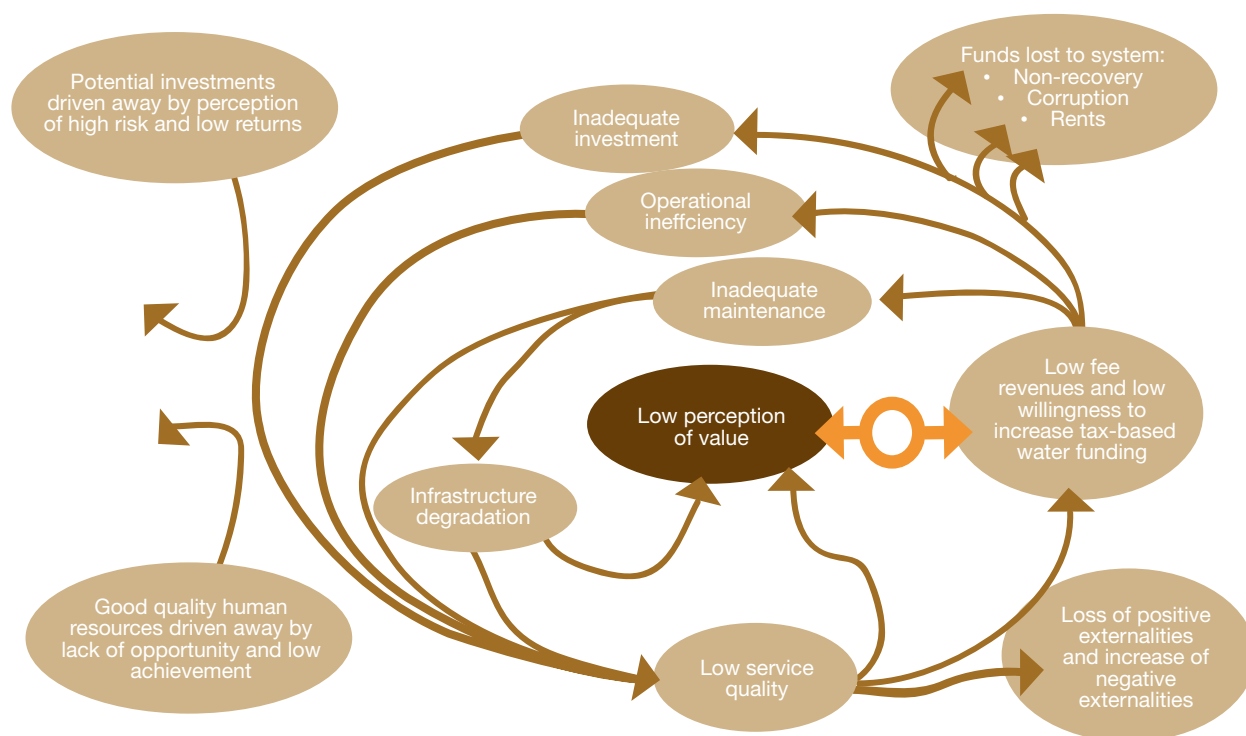 Potential investments
driven away by perception
of high risk and low returns
Funds lost to system:
• Non-recovery
• Corruption
• Rents
Inadequate
investment
Operational
ineffciency
Inadequate
maintenance
Low perception
of value
Low fee
revenues and low
willingness to
increase tax-based
water funding
Infrastructure
degradation
Good quality human
resources driven away by
lack of opportunity and low
achievement
Low service
quality
Loss of positive
externalities
and increase of
negative
externalities